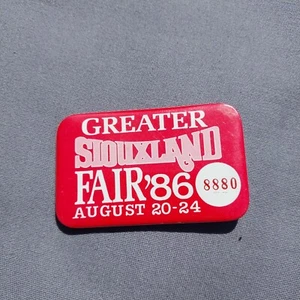 GREATER
SIOUXLAND
FAIR '86
8880
AUGUST 20-24